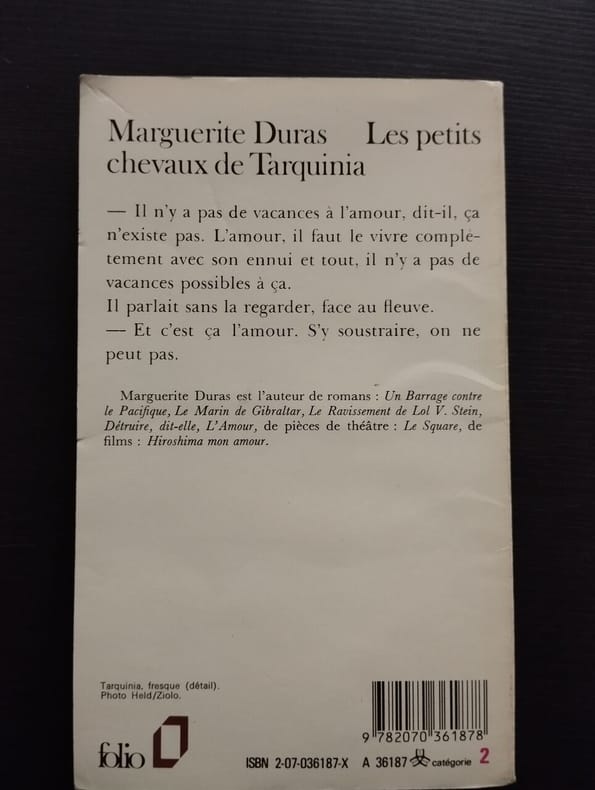 Marguerite Duras Les petits
chevaux de Tarquinia
— Il n'y a pas de vacances à l'amour, dit-il, ça
n'existe pas. L'amour, il faut le vivre complè-
tement avec son ennui et tout, il n'y a pas de
vacances possibles à ça.
Il parlait sans la regarder, face au fleuve.
— Et c'est ça l'amour. S'y soustraire, on ne
peut pas.
Marguerite Duras est l'auteur de romans : Un Barrage contre
le Pacifique, Le Marin de Gibraltar, Le Ravissement de Lol V. Stein,
Détruire, dit-elle, L'Amour, de pièces de théâtre : Le Square, de
films : Hiroshima mon amour.
Tarquinia, fresque (détail).
Photo Held/Ziolo.
9 782070 361878
folio
ISBN 2-07-036187-X A 36187 catégorie 2